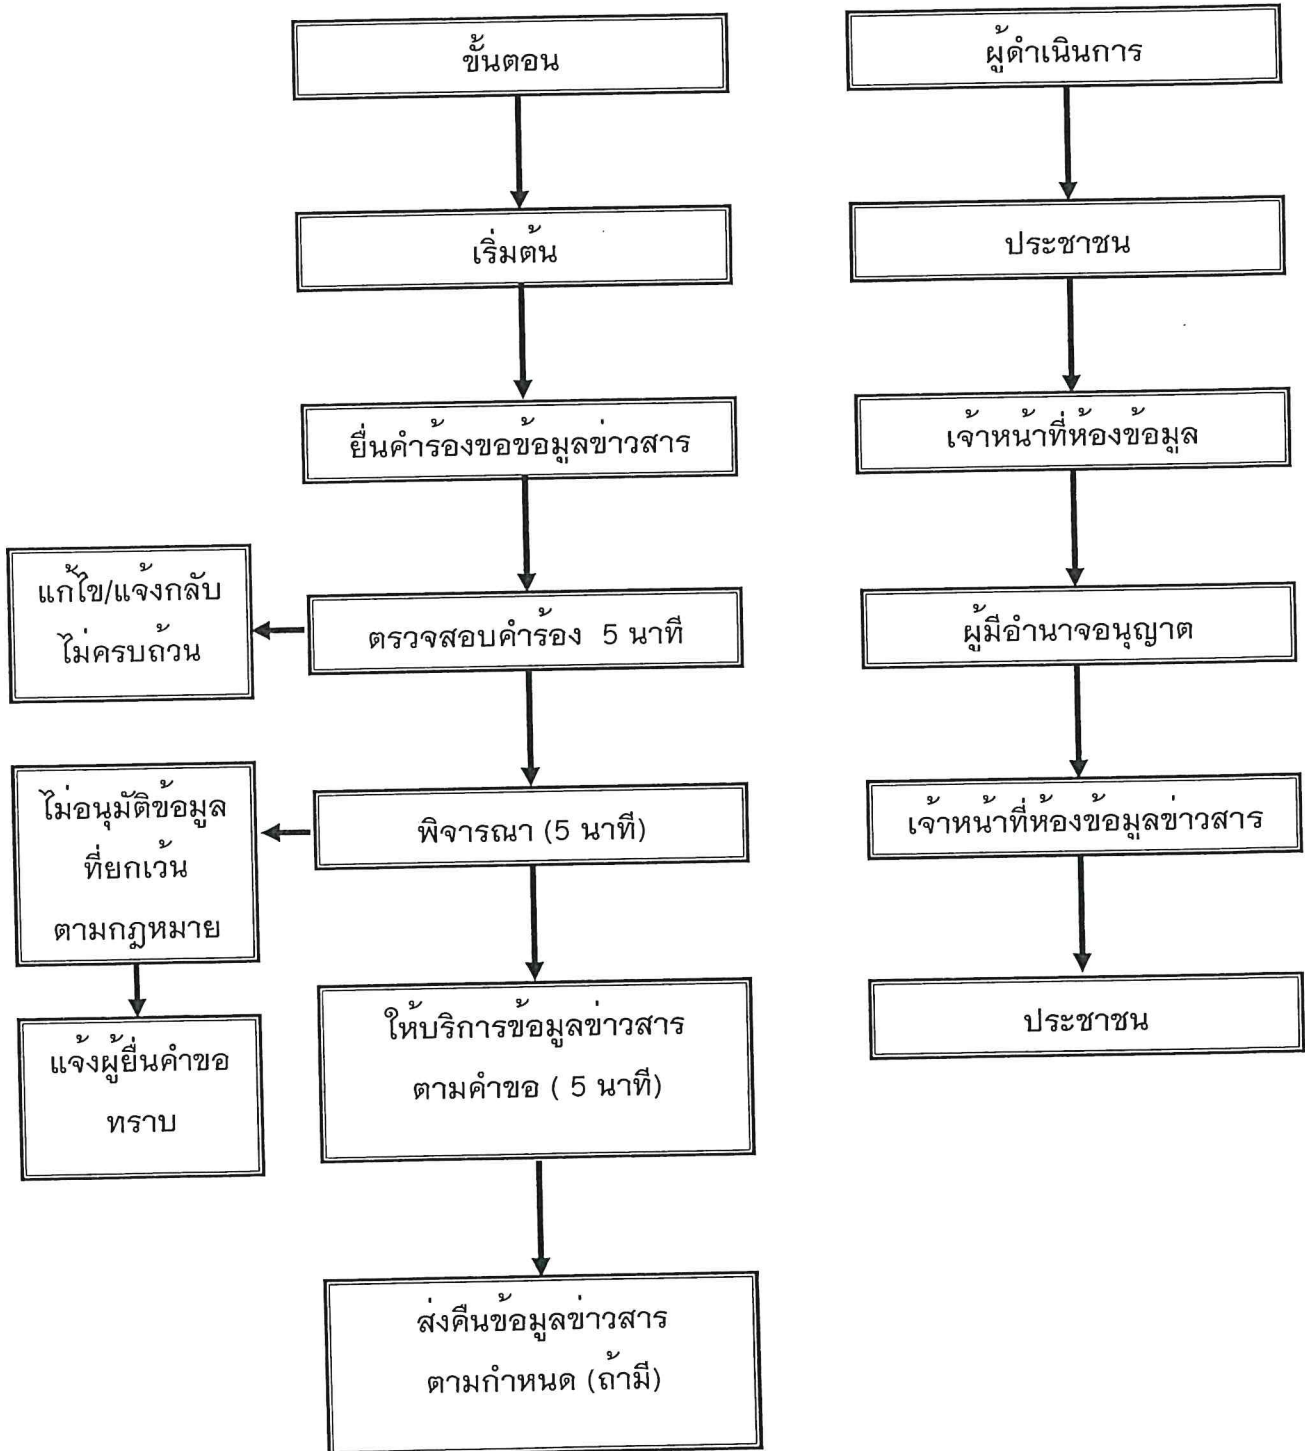 ขั้นตอน
เริ่มต้น
ยื่นคำร้องขอข้อมูลข่าวสาร
ตรวจสอบคำร้อง 5 นาที
แก้ไข/แจ้งกลับ
ไม่ครบถ้วน
พิจารณา (5 นาที)
ไม่อนุมัติข้อมูล
ที่ยกเว้น
ตามกฎหมาย
แจ้งผู้ยื่นคำขอ
ทราบ
ให้บริการข้อมูลข่าวสาร
ตามคำขอ ( 5 นาที)
ส่งคืนข้อมูลข่าวสาร
ตามกำหนด (ถ้ามี)
ผู้ดำเนินการ
ประชาชน
เจ้าหน้าที่ห้องข้อมูล
ผู้มีอำนาจอนุญาต
เจ้าหน้าที่ห้องข้อมูลข่าวสาร
ประชาชน